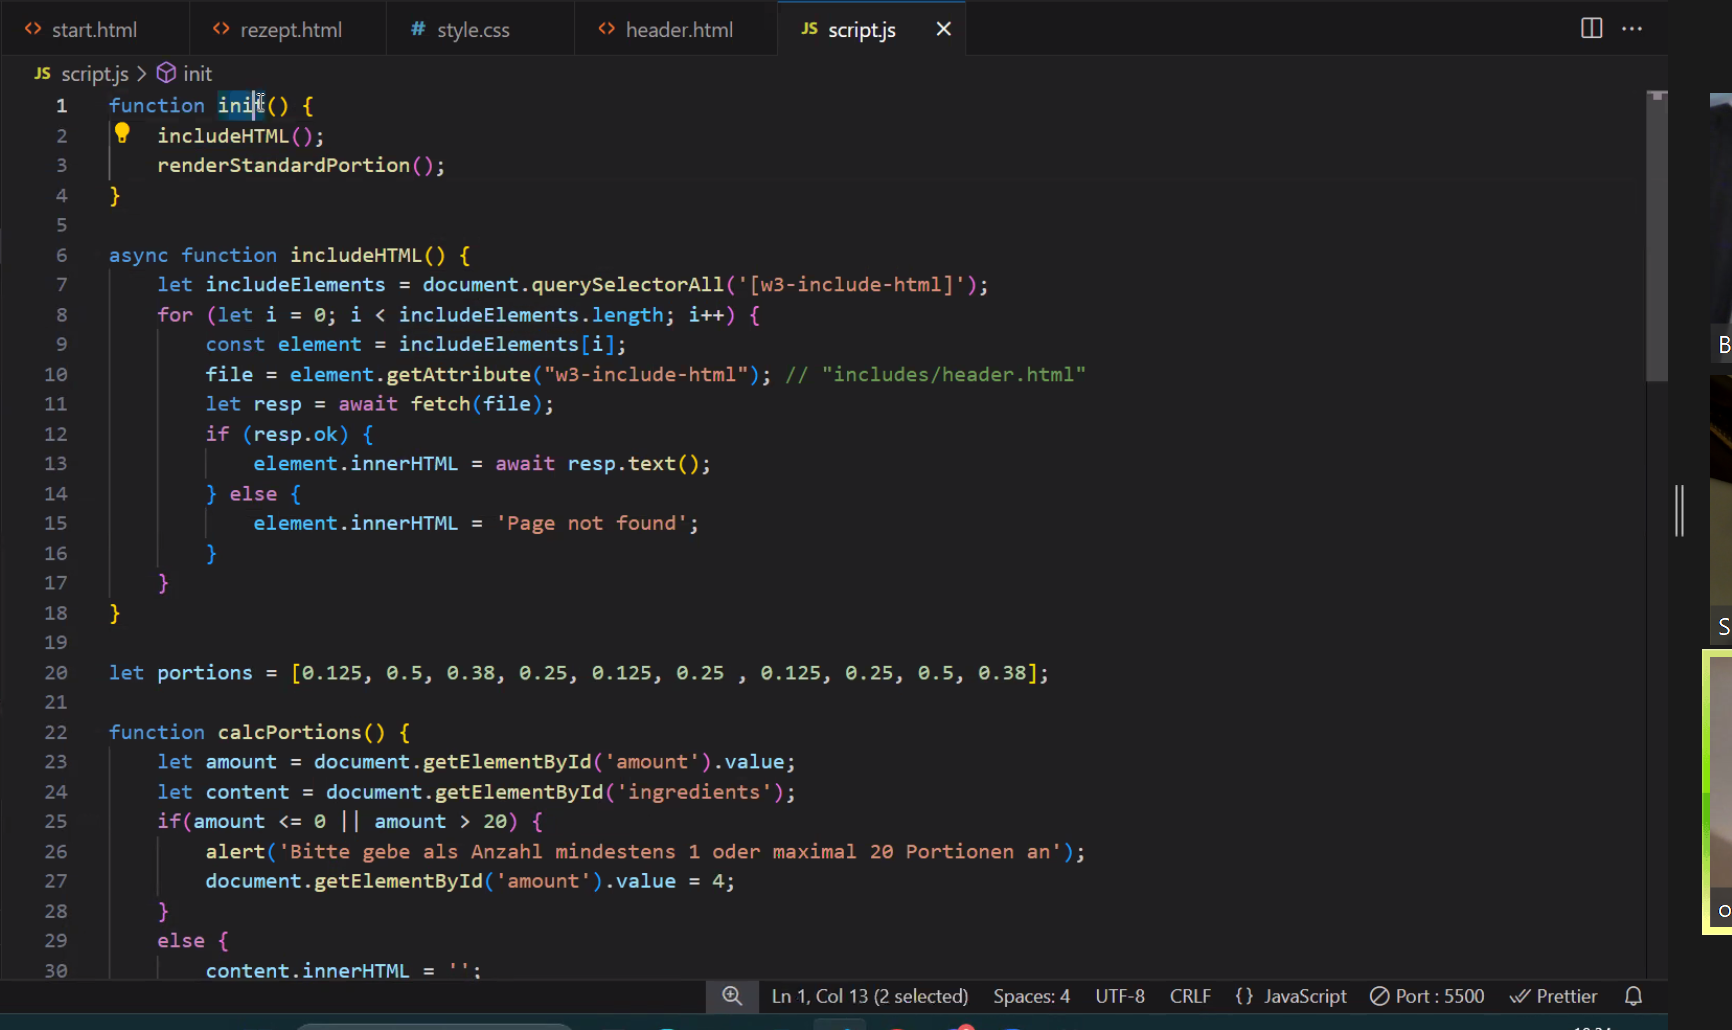 start.html
rezept.html
# style.css
header.html
JS script.js
JS script.js > init
1 function init() {
2 includeHTML();
3 renderStandardPortion();
4 }
5
6 async function includeHTML() {
7 let includeElements = document.querySelectorAll('[w3-include-html]');
8 for (let i = 0; i < includeElements.length; i++) {
9 const element = includeElements[i];
10 file = element.getAttribute("w3-include-html"); // "includes/header.html"
11 let resp = await fetch(file);
12 if (resp.ok) {
13 element.innerHTML = await resp.text();
14 } else {
15 element.innerHTML = 'Page not found';
16 }
17 }
18 }
19
20 let portions = [0.125, 0.5, 0.38, 0.25, 0.125, 0.25 , 0.125, 0.25, 0.5, 0.38];
21
22 function calcPortions() {
23 let amount = document.getElementById('amount').value;
24 let content = document.getElementById('ingredients');
25 if(amount <= 0 || amount > 20) {
26 alert('Bitte gebe als Anzahl mindestens 1 oder maximal 20 Portionen an');
27 document.getElementById('amount').value = 4;
28 }
29 else {
30 content.innerHTML = '';
B
S
Ln 1, Col 13 (2 selected) Spaces: 4 UTF-8 CRLF {} JavaScript Port : 5500 Prettier